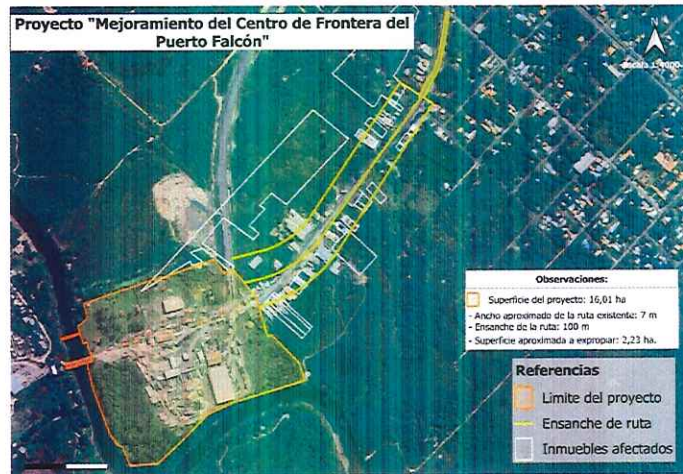 Proyecto "Mejoramiento del Centro de Frontera del
Puerto Falcón"
N
Observaciones:
Superficie del proyecto: 16,01 ha
- Ancho aproximado de la ruta existente: 7 m
- Ensanche de la ruta: 100 m
- Superficie aproximada a expropiar: 2,23 ha.
Referencias
Limite del proyecto
Ensanche de ruta
Inmuebles afectados